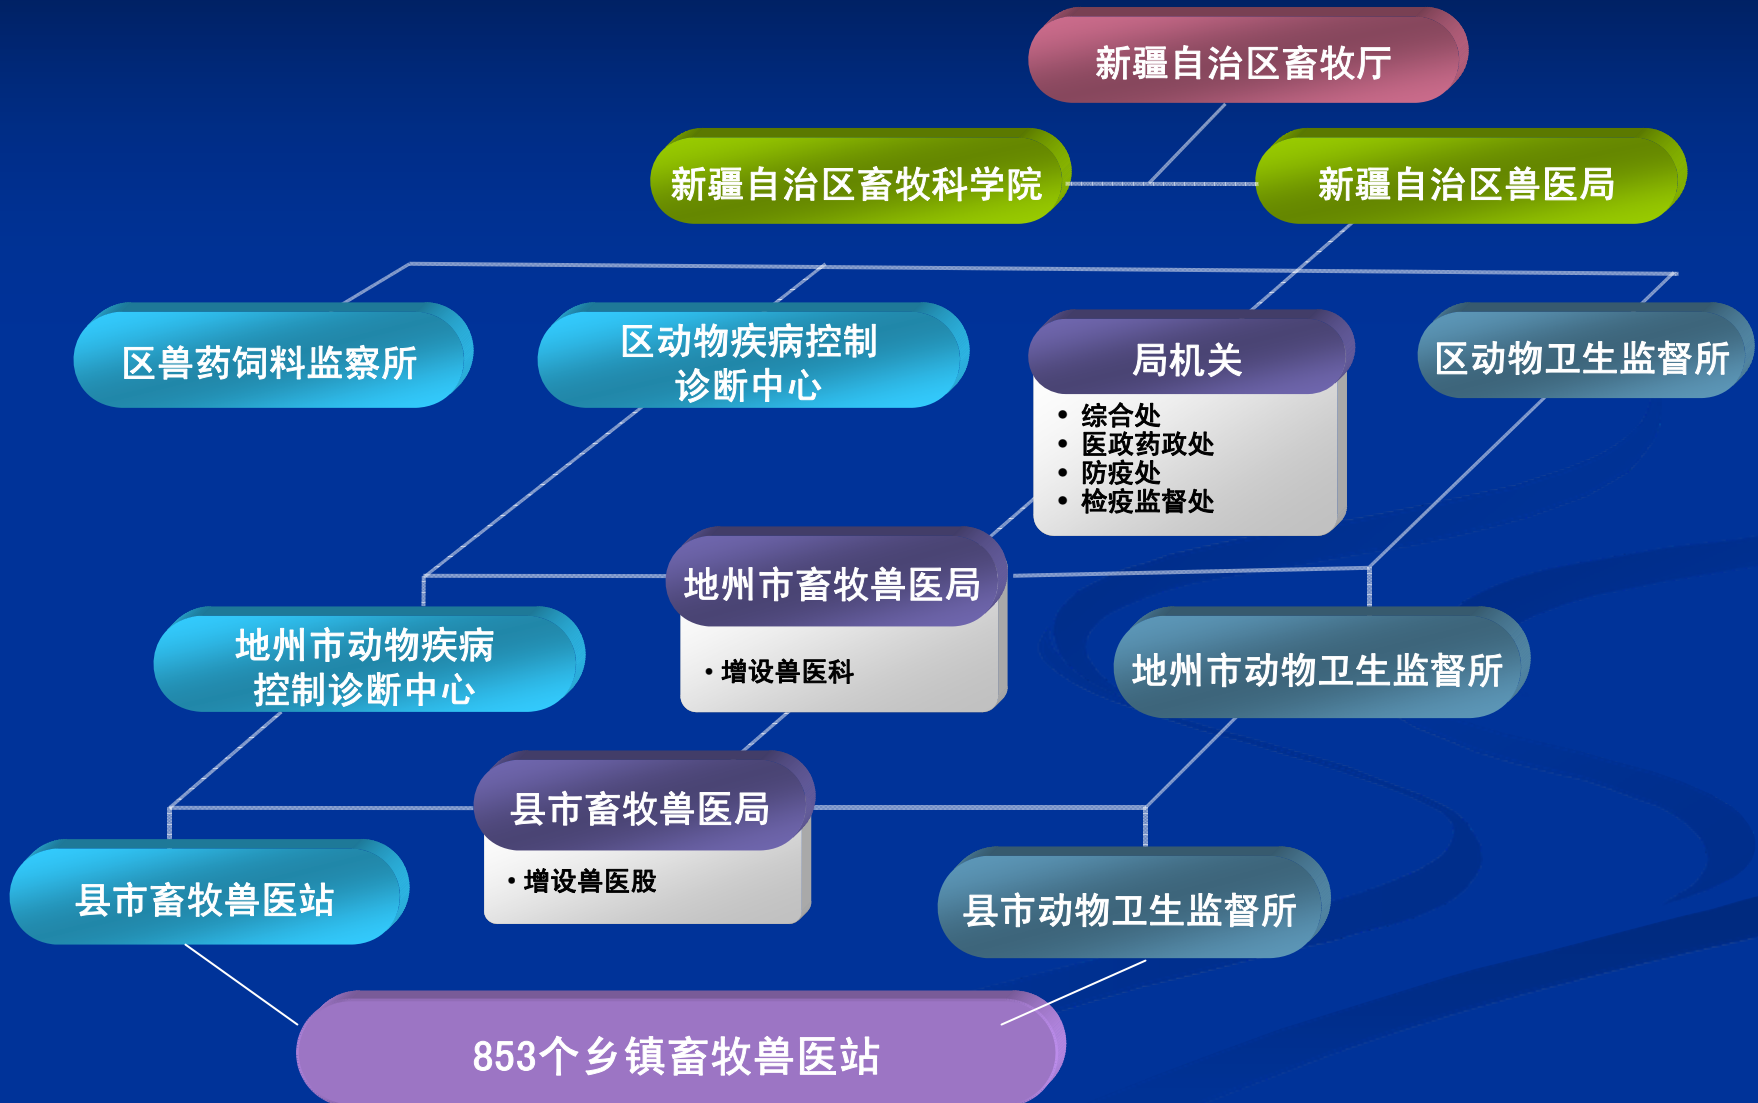 新疆自治区畜牧厅
新疆自治区畜牧科学院
新疆自治区兽医局
区兽药饲料监察所
区动物疾病控制
诊断中心
局机关
• 综合处
• 医政药政处
• 防疫处
• 检疫监督处
区动物卫生监督所
地州市畜牧兽医局
• 增设兽医科
地州市动物疾病
控制诊断中心
地州市动物卫生监督所
县市畜牧兽医局
• 增设兽医股
县市畜牧兽医站
县市动物卫生监督所
853个乡镇畜牧兽医站